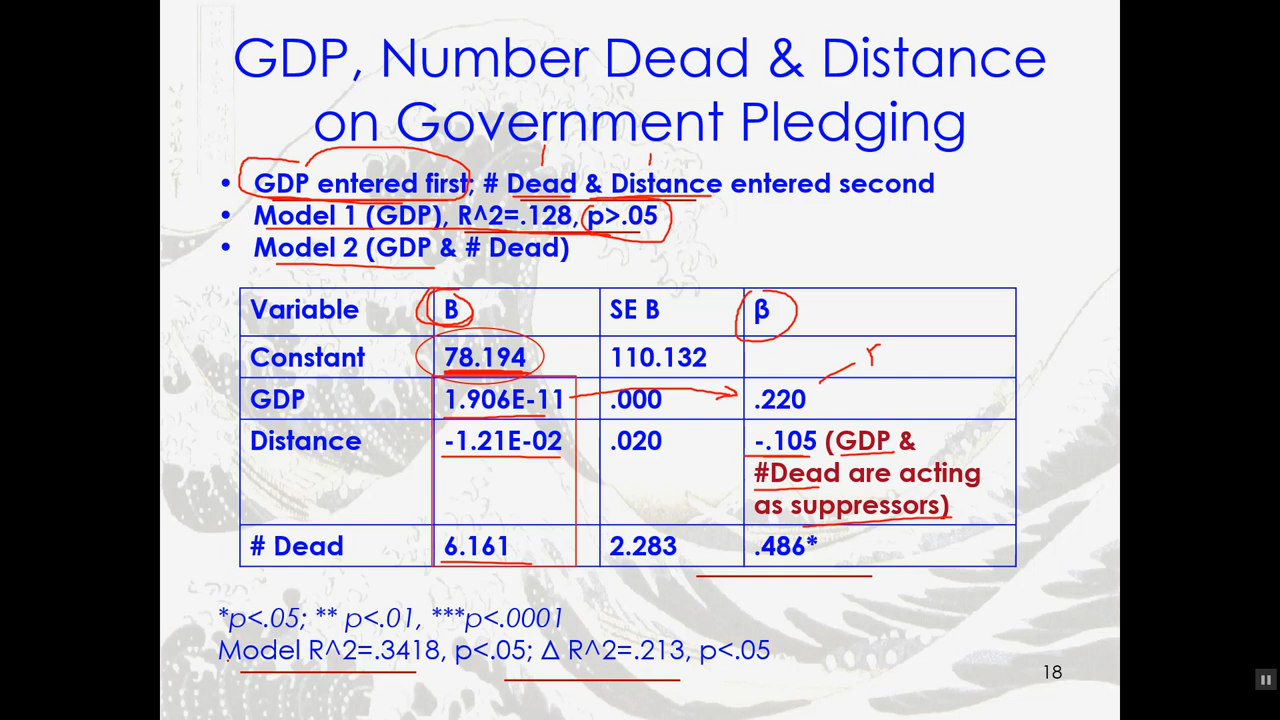 GDP, Number Dead & Distance
on Government Pledging
• GDP entered first; # Dead & Distance entered second
• Model 1 (GDP), R^2=.128, p>.05
• Model 2 (GDP & # Dead)
Variable B SE B β
Constant 78.194 110.132
r
GDP 1.906E-11 .000 .220
Distance -1.21E-02 .020 -.105 (GDP &
#Dead are acting
as suppressors)
# Dead 6.161 2.283 .486*
*p<.05; ** p<.01, ***p<.0001
Model R^2=.3418, p<.05; Δ R^2=.213, p<.05
18